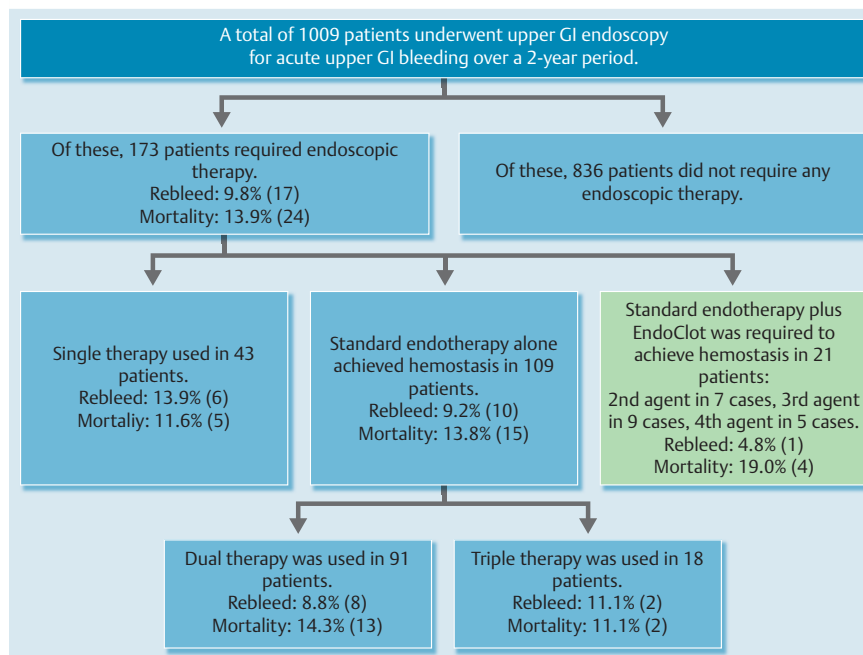 A total of 1009 patients underwent upper GI endoscopy
for acute upper GI bleeding over a 2-year period.
Of these, 173 patients required endoscopic
therapy.
Rebleed: 9.8% (17)
Mortality: 13.9% (24)
Of these, 836 patients did not require any
endoscopic therapy.
Single therapy used in 43
patients.
Rebleed: 13.9% (6)
Mortaliy: 11.6% (5)
Standard endotherapy alone
achieved hemostasis in 109
patients.
Rebleed: 9.2% (10)
Mortality: 13.8% (15)
Standard endotherapy plus
EndoClot was required to
achieve hemostasis in 21
patients:
2nd agent in 7 cases, 3rd agent
in 9 cases, 4th agent in 5 cases.
Rebleed: 4.8% (1)
Mortality: 19.0% (4)
Dual therapy was used in 91
patients.
Rebleed: 8.8% (8)
Mortality: 14.3% (13)
Triple therapy was used in 18
patients.
Rebleed: 11.1% (2)
Mortality: 11.1% (2)